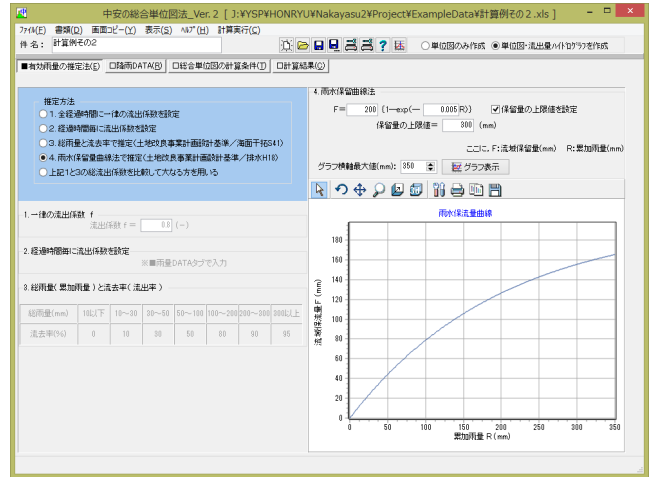 中安の総合単位図法_Ver.2 [ J:¥YSP¥HONRYU¥Nakayasu2¥Project¥ExampleData¥計算例その２.xls ]
ファイル(F) 書類(D) 画面コピー(Y) 表示(S) ヘルプ(H) 計算実行(C)
件 名： 計算例その2
○単位図のみ作成 ◉単位図・流出量ハイドログラフを作成
■有効雨量の推定法(E) □降雨DATA(R) □総合単位図の計算条件(T) □計算結果(Q)
推定方法
1. 全経過時間に一律の流出係数を設定
2. 経過時間毎に流出係数を設定
3. 総雨量と流去率で推定(土地改良事業計画設計基準／海面干拓S41)
4. 雨水保留量曲線法で推定(土地改良事業計画設計基準／排水H18)
上記1と3の総流出係数を比較して大なる方を用いる
1.一律の流出係数 f
流出係数 f = 0.8 (-)
2.経過時間毎に流出係数を設定
※■雨量DATAタブで入力
3.総雨量( 累加雨量 )と流去率( 流出率 )
総雨量(mm) 10以下 10～30 30～50 50～100 100～200 200～300 300以上
流去率(%) 0 10 30 50 80 90 95
4.雨水保留曲線法
F= 200 {1―exp(― 0.005 R)} ☑保留量の上限値を設定
保留量の上限値= 300 (mm)
ここに、F:流域保留量(mm) R:累加雨量(mm)
グラフ横軸最大値(mm): 350 グラフ表示
雨水保流量曲線
流域保流量 F (mm)
180
160
140
120
100
80
60
40
20
0
0 50 100 150 200 250 300 350
累加雨量 R (mm)